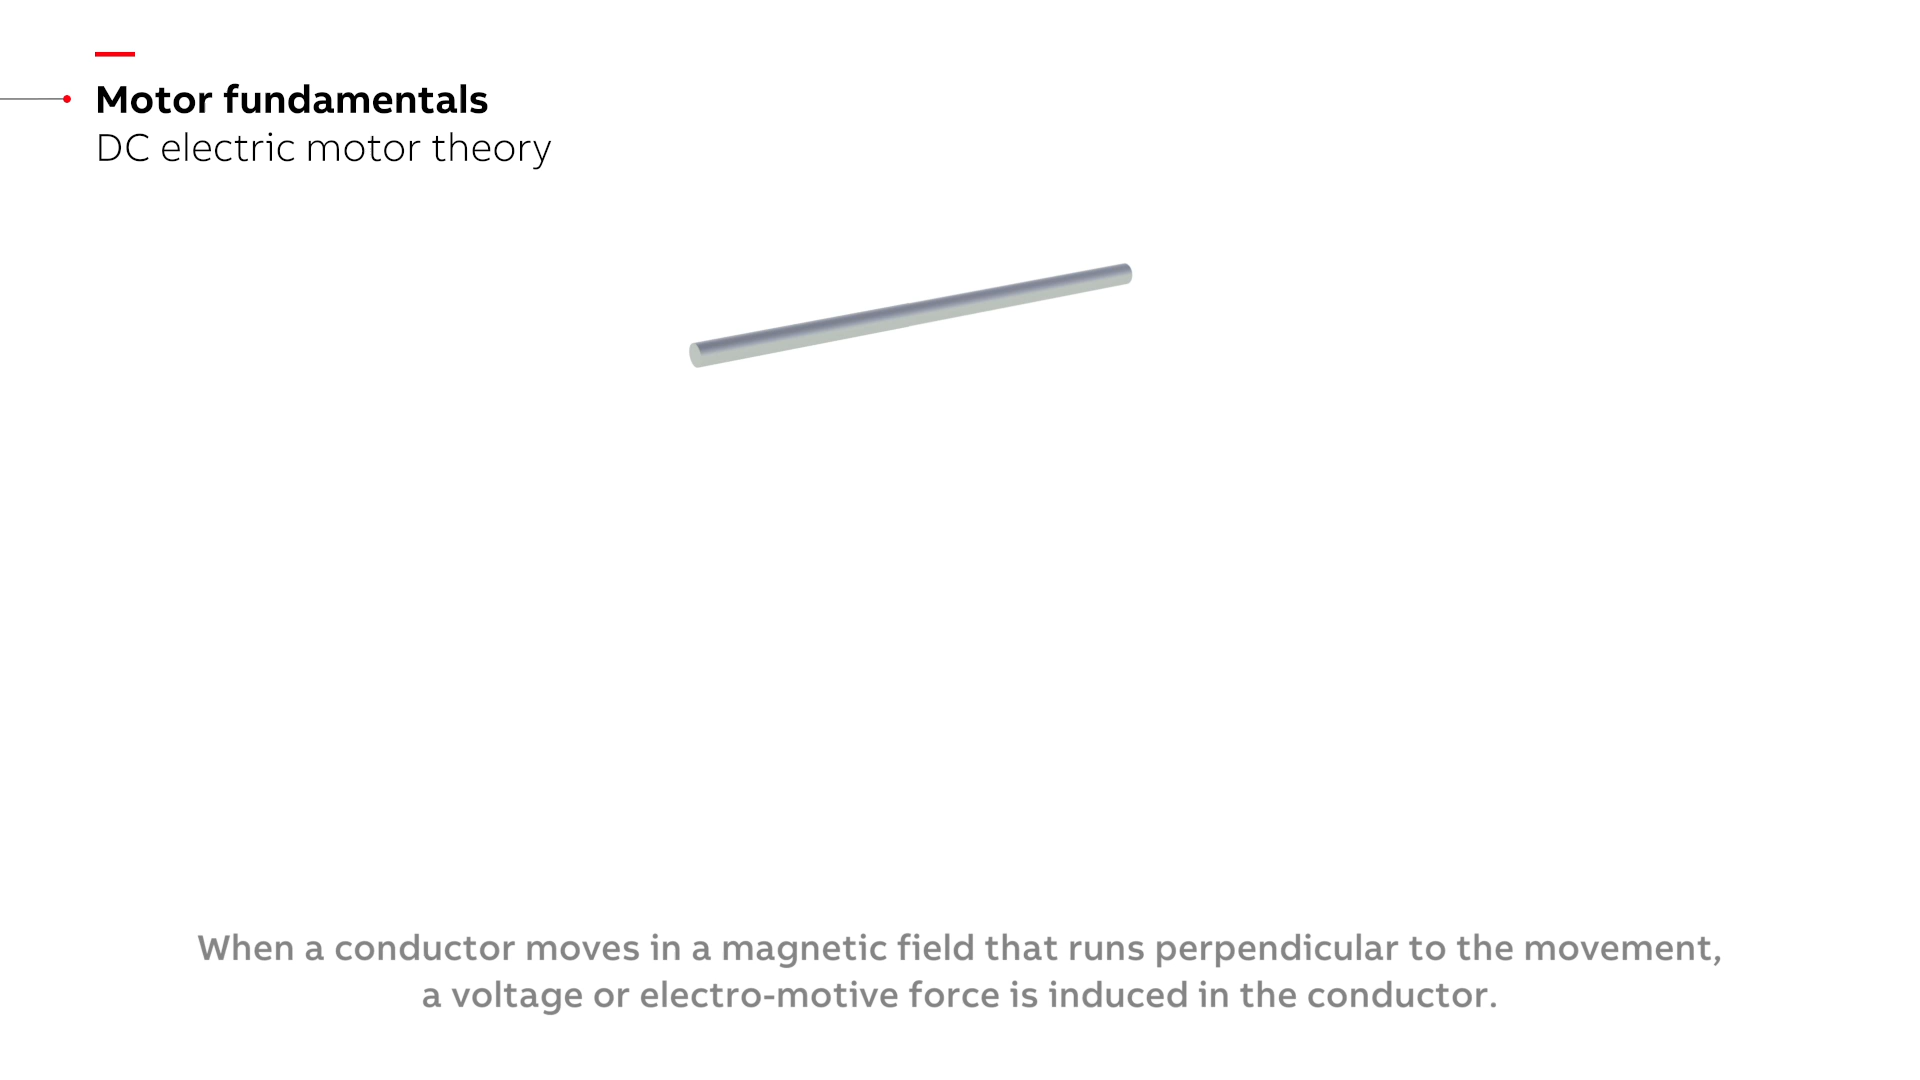 Motor fundamentals
DC electric motor theory
When a conductor moves in a magnetic field that runs perpendicular to the movement,
a voltage or electro-motive force is induced in the conductor.